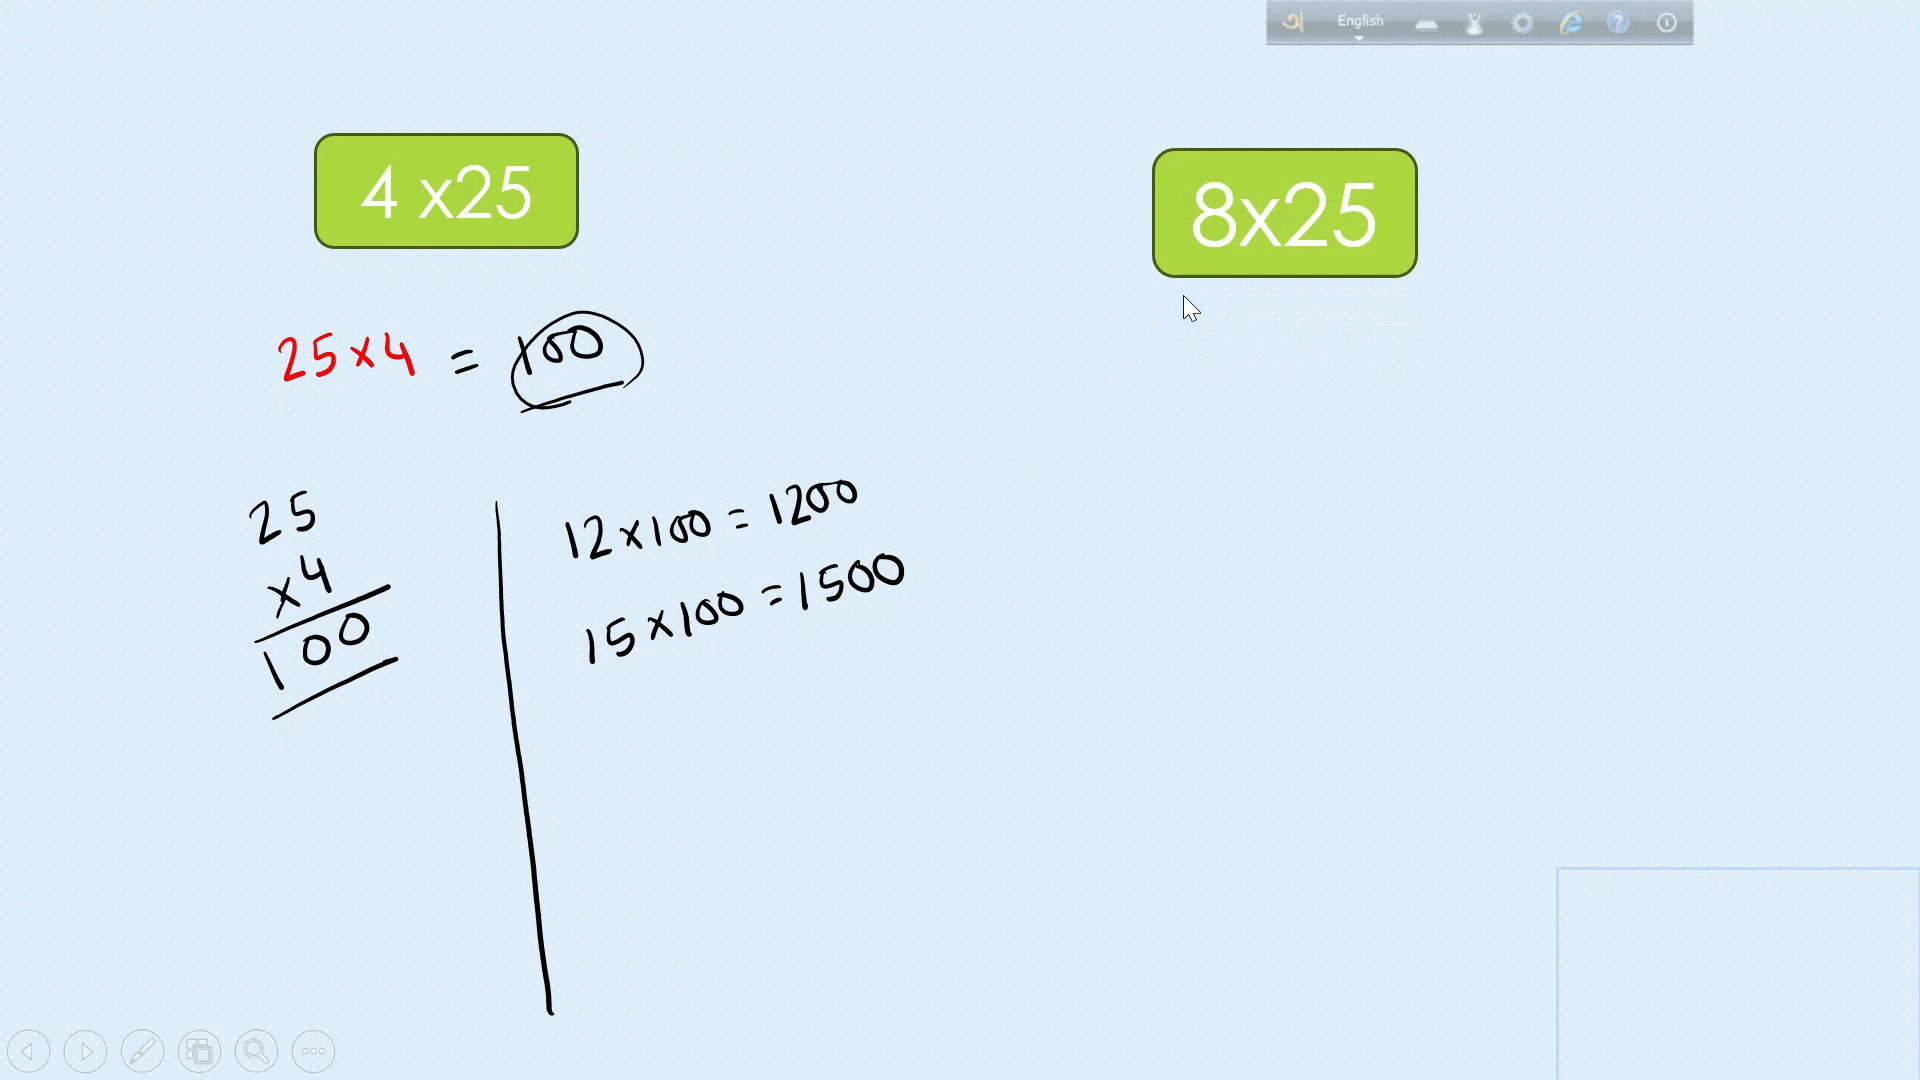 অ English
4 x25
8x25
25x4 = 100
25
x4
100
12x100 = 1200
15x100 = 1500